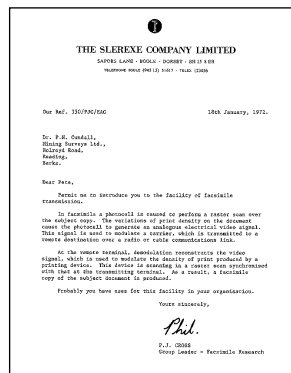 THE SLEREXE COMPANY LIMITED
SAPORS LANE - BOOLE - DORSET - BH 25 8 ER
TELEPHONE BOOLE (945 13) 51617 - TELEX 123456
Our Ref. 350/PJC/EAC 18th January, 1972.
Dr. P.N. Cundall,
Mining Surveys Ltd.,
Holroyd Road,
Reading,
Berks.
Dear Pete,
Permit us to introduce you to the facility of facsimile
transmission.
In facsimile a photocell is caused to perform a raster scan over
the subject copy. The variations of print density on the document
cause the photocell to generate an analogous electrical video signal.
This signal is used to modulate a carrier, which is transmitted to a
remote destination over a radio or cable communications link.
At the remote terminal, demodulation reconstructs the video
signal, which is used to modulate the density of print produced by a
printing device. This device is scanning in a raster scan synchronised
with that at the transmitting terminal. As a result, a facsimile
copy of the subject document is produced.
Probably you have uses for this facility in your organisation.
Yours sincerely,
Phil.
P.J. CROSS
Group Leader - Facsimile Research